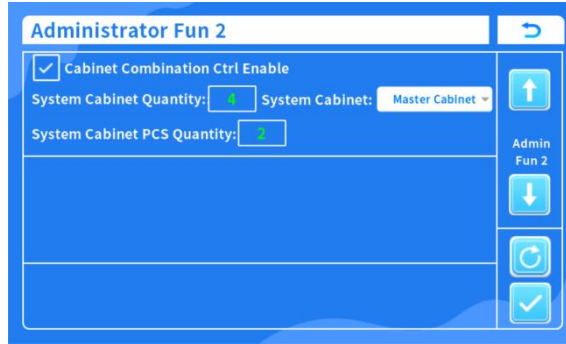 Administrator Fun 2
Cabinet Combination Ctrl Enable
System Cabinet Quantity: 4 System Cabinet: Master Cabinet
System Cabinet PCS Quantity: 2
Admin
Fun 2